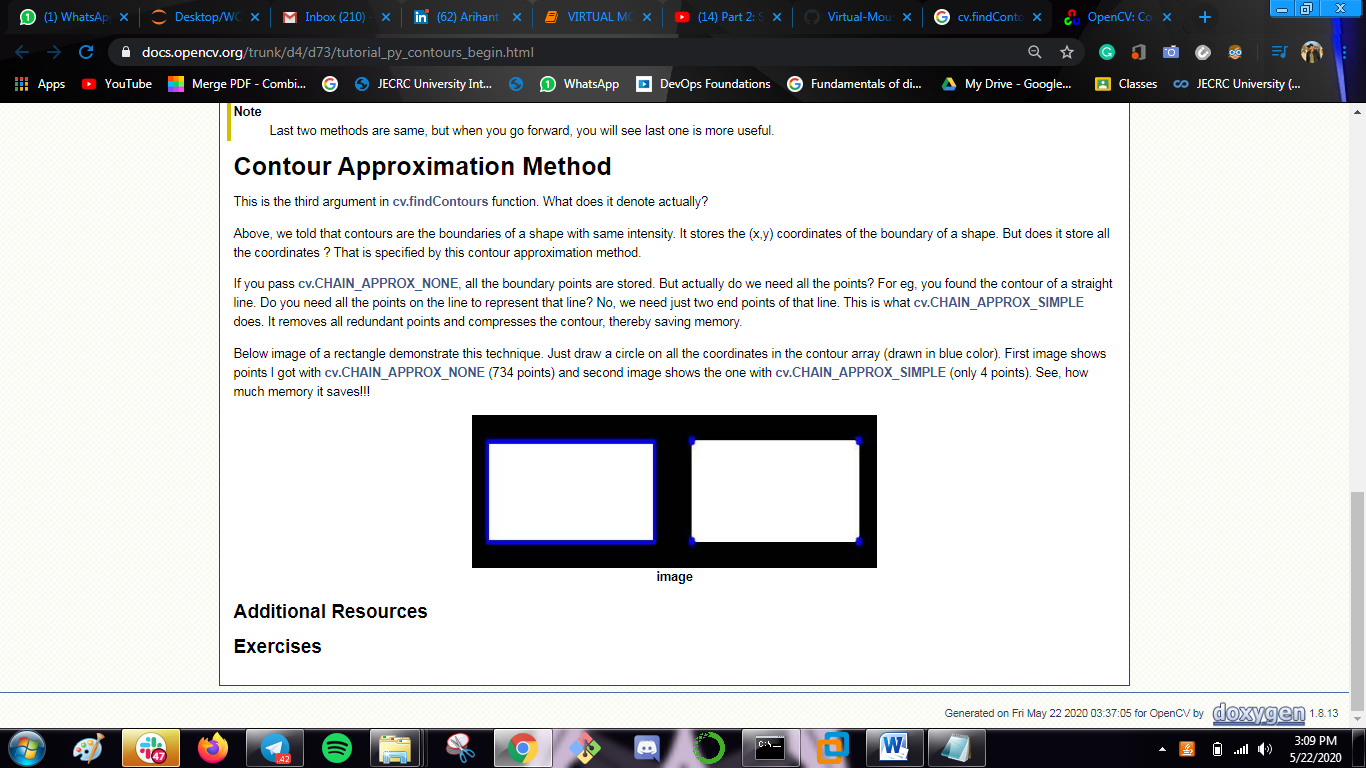 (1) WhatsAp
Desktop/WC
Inbox (210)
(62) Arihant
VIRTUAL MO
(14) Part 2: S
Virtual-Mou
cv.findConto
OpenCV: Co
docs.opencv.org/trunk/d4/d73/tutorial_py_contours_begin.html
Apps
YouTube
Merge PDF - Combi...
JECRC University Int...
WhatsApp
DevOps Foundations
Fundamentals of di...
My Drive - Google...
Classes
JECRC University (...
Note
Last two methods are same, but when you go forward, you will see last one is more useful.
Contour Approximation Method
This is the third argument in cv.findContours function. What does it denote actually?
Above, we told that contours are the boundaries of a shape with same intensity. It stores the (x,y) coordinates of the boundary of a shape. But does it store all
the coordinates ? That is specified by this contour approximation method.
If you pass cv.CHAIN_APPROX_NONE, all the boundary points are stored. But actually do we need all the points? For eg, you found the contour of a straight
line. Do you need all the points on the line to represent that line? No, we need just two end points of that line. This is what cv.CHAIN_APPROX_SIMPLE
does. It removes all redundant points and compresses the contour, thereby saving memory.
Below image of a rectangle demonstrate this technique. Just draw a circle on all the coordinates in the contour array (drawn in blue color). First image shows
points I got with cv.CHAIN_APPROX_NONE (734 points) and second image shows the one with cv.CHAIN_APPROX_SIMPLE (only 4 points). See, how
much memory it saves!!!
image
Additional Resources
Exercises
Generated on Fri May 22 2020 03:37:05 for OpenCV by doxygen 1.8.13
47
42
C:\_
3:09 PM
5/22/2020